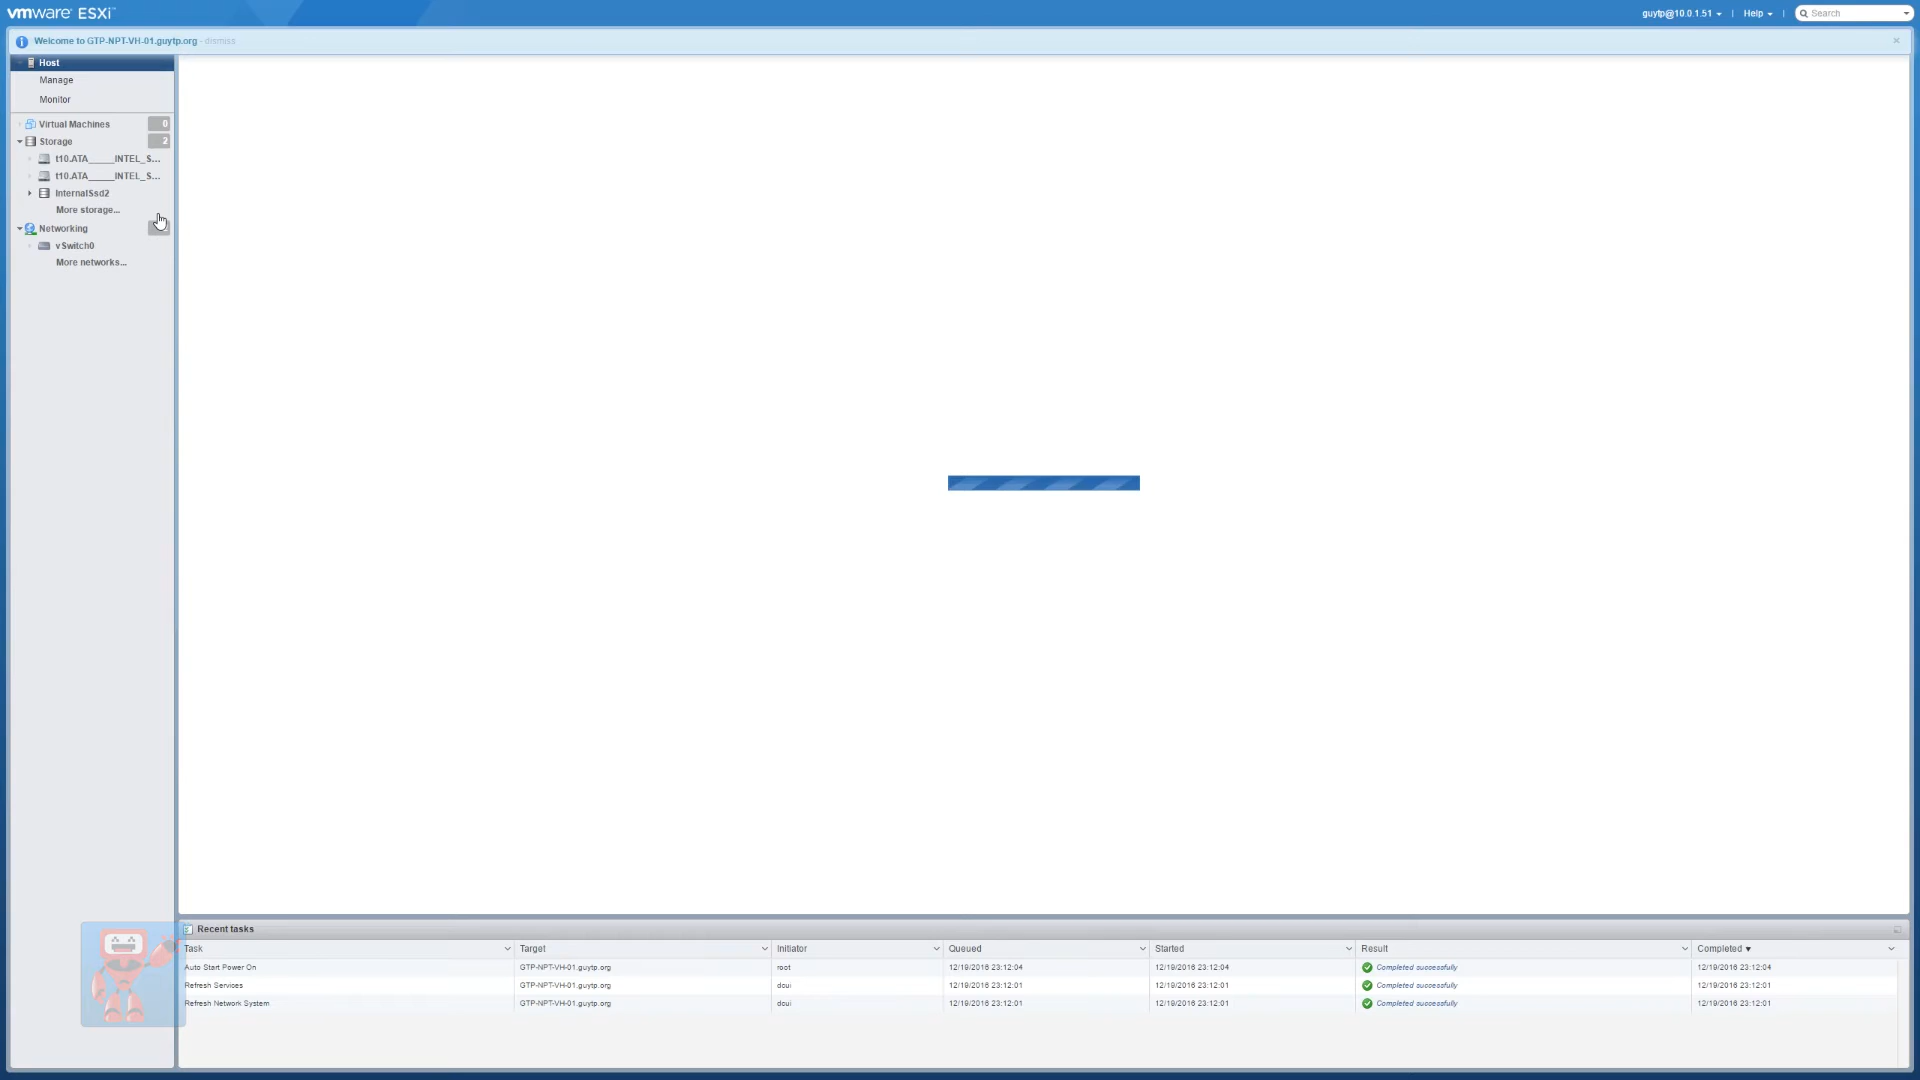 vmware ESXi™
guytp@10.0.1.51
Help
Search
Welcome to GTP-NPT-VH-01.guytp.org - dismiss
Host
Manage
Monitor
Virtual Machines 0
Storage 2
t10.ATA_____INTEL_S...
t10.ATA_____INTEL_S...
InternalSsd2
More storage...
Networking
vSwitch0
More networks...
Recent tasks
Task Target Initiator Queued Started Result Completed
Auto Start Power On GTP-NPT-VH-01.guytp.org root 12/19/2016 23:12:04 12/19/2016 23:12:04 Completed successfully 12/19/2016 23:12:04
Refresh Services GTP-NPT-VH-01.guytp.org dcui 12/19/2016 23:12:01 12/19/2016 23:12:01 Completed successfully 12/19/2016 23:12:01
Refresh Network System GTP-NPT-VH-01.guytp.org dcui 12/19/2016 23:12:01 12/19/2016 23:12:01 Completed successfully 12/19/2016 23:12:01